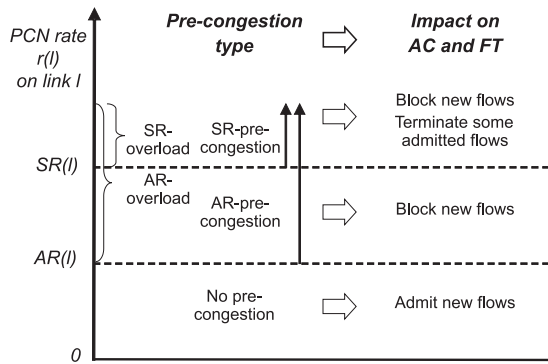 PCN rate
r(l)
on link l
Pre-congestion
type
Impact on
AC and FT
SR-
overload
SR-pre-
congestion
Block new flows
Terminate some
admitted flows
SR(l)
AR-
overload
AR-pre-
congestion
Block new flows
AR(l)
No pre-
congestion
Admit new flows
0